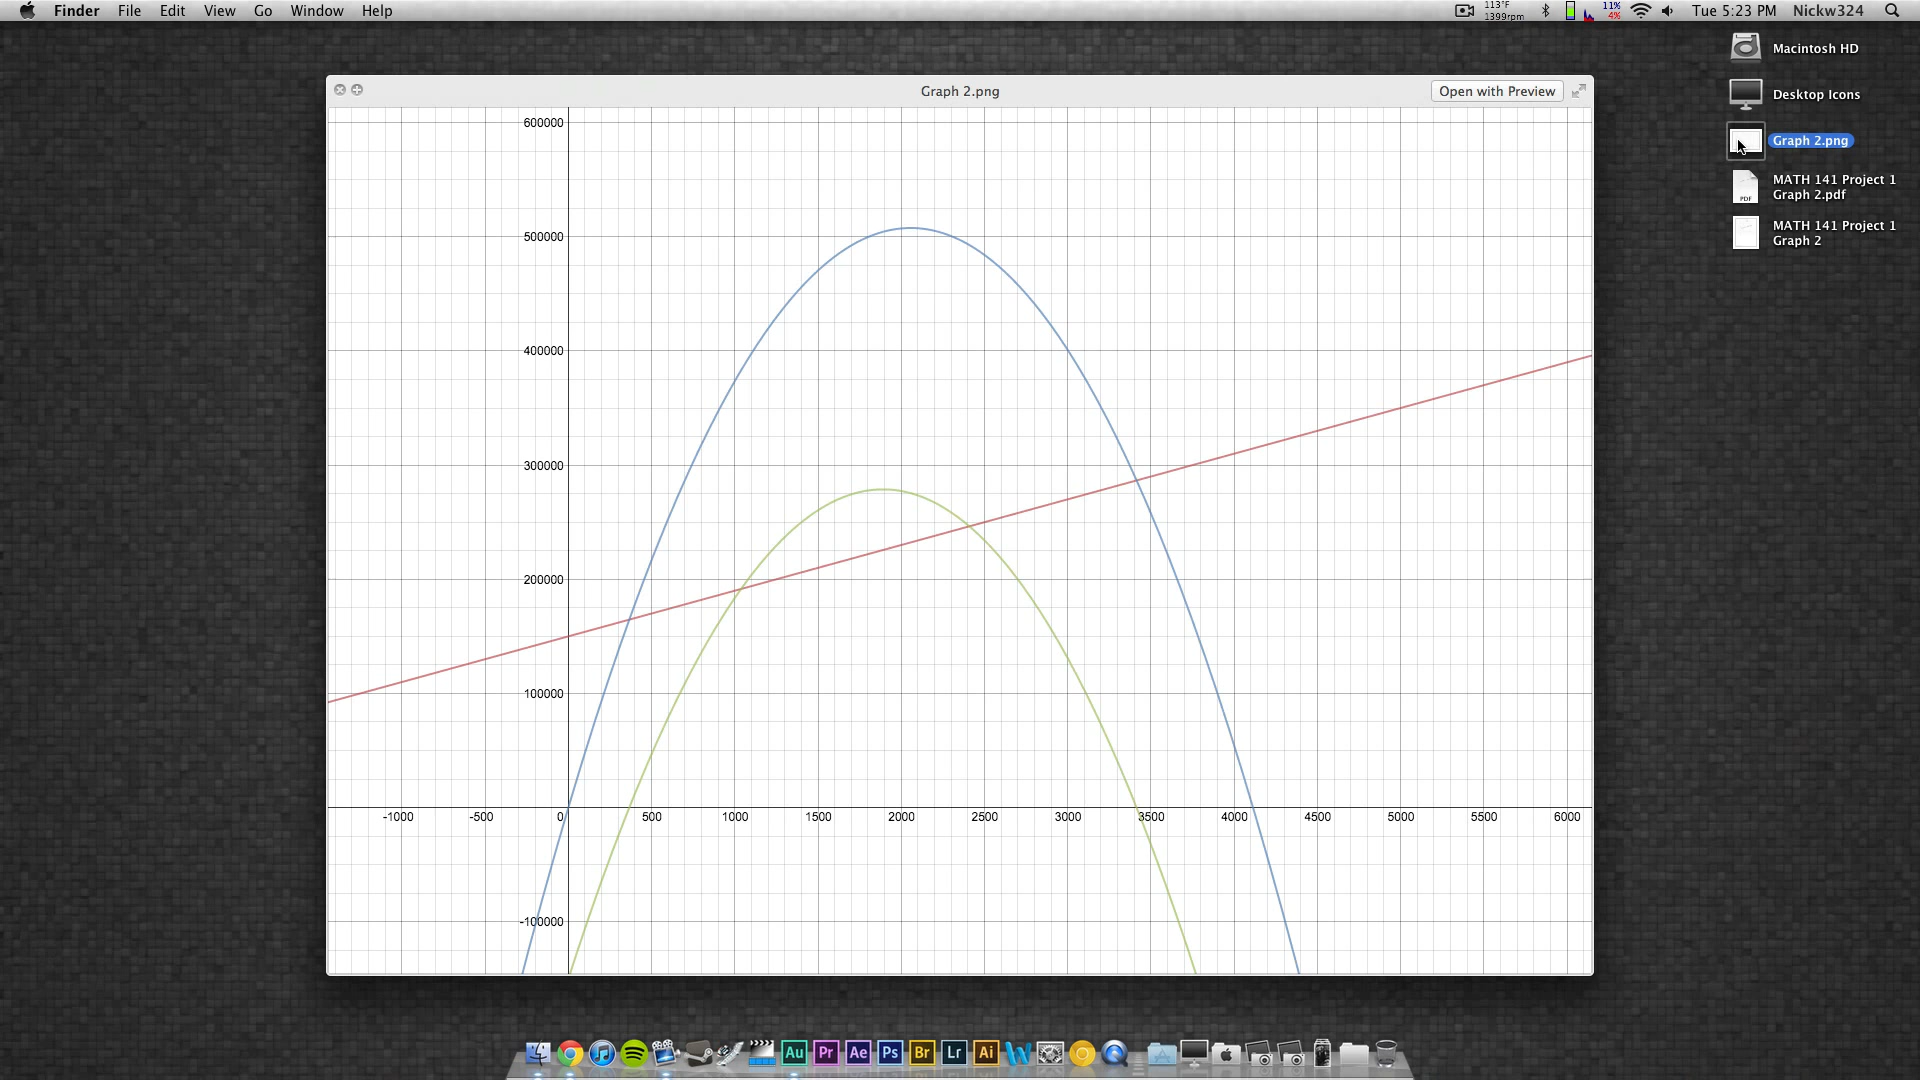 Finder File Edit View Go Window Help
113°F
1399rpm
11%
4%
Tue 5:23 PM Nickw324
Macintosh HD
Desktop Icons
Graph 2.png
PDF
MATH 141 Project 1
Graph 2.pdf
MATH 141 Project 1
Graph 2
Graph 2.png
Open with Preview
600000
500000
400000
300000
200000
100000
-1000 -500 0 500 1000 1500 2000 2500 3000 3500 4000 4500 5000 5500 6000
-100000
Au Pr Ae Ps Br Lr Ai W